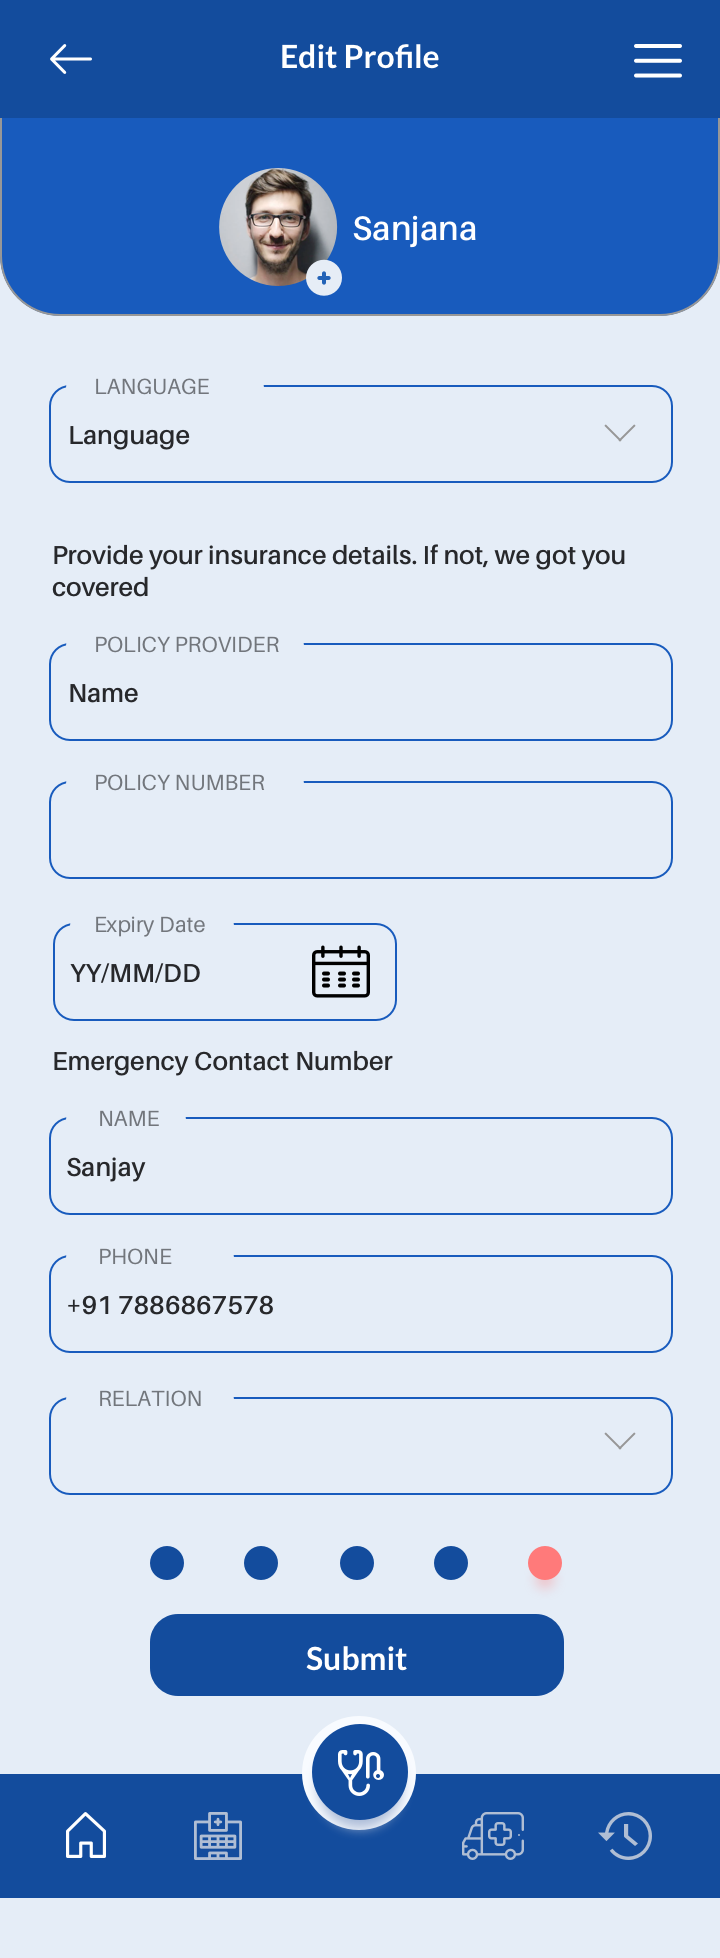 Edit Profile
Sanjana
LANGUAGE
Language
Provide your insurance details. If not, we got you
covered
POLICY PROVIDER
Name
POLICY NUMBER
Expiry Date
YY/MM/DD
Emergency Contact Number
NAME
Sanjay
PHONE
+91 7886867578
RELATION
Submit